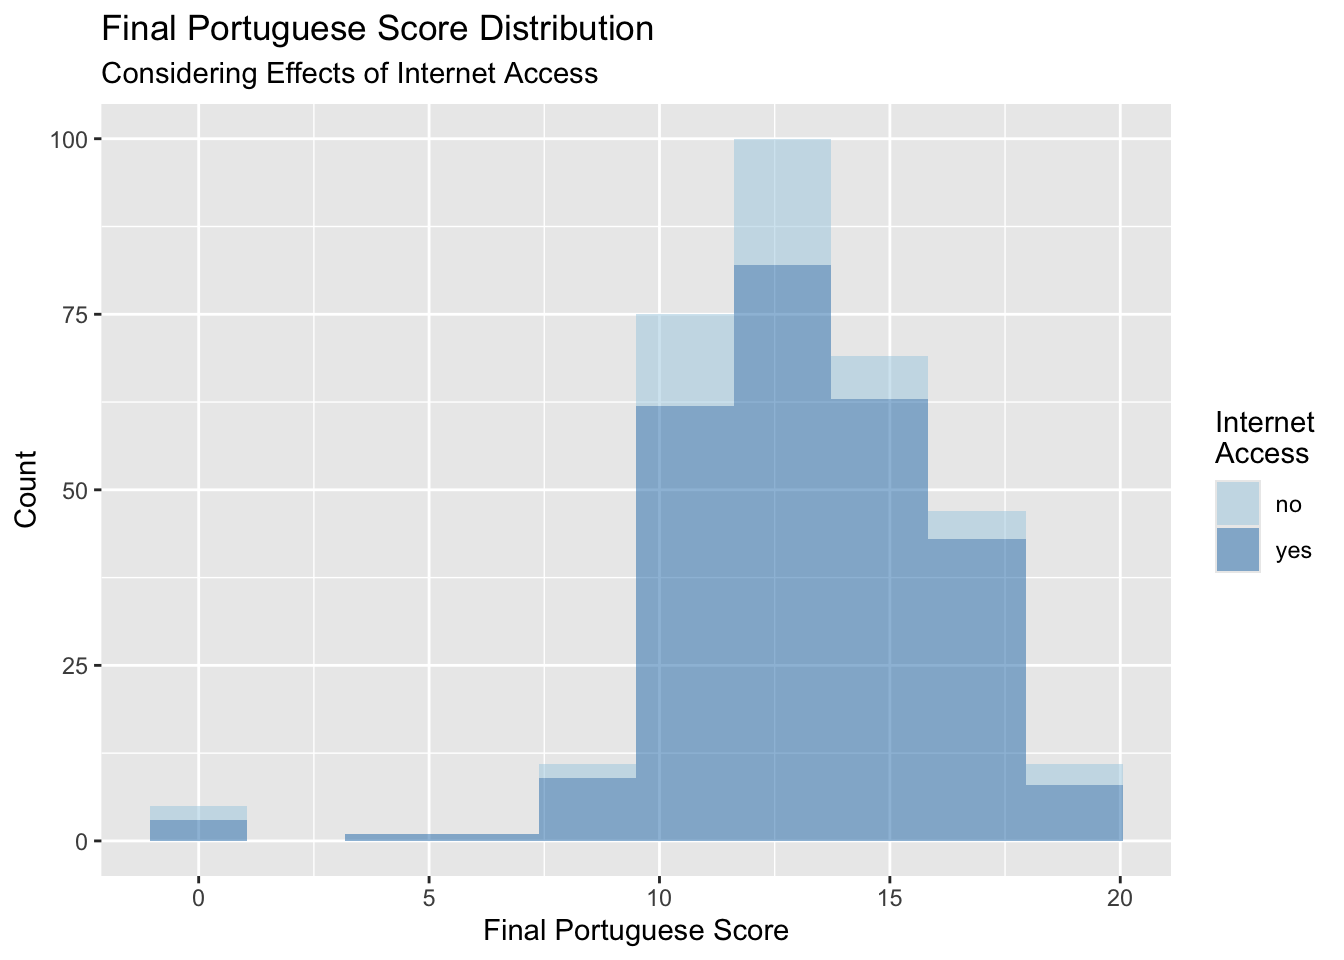 Final Portuguese Score Distribution
Considering Effects of Internet Access
100
75
50
25
0
Count
0 5 10 15 20
Final Portuguese Score
Internet
Access
no
yes